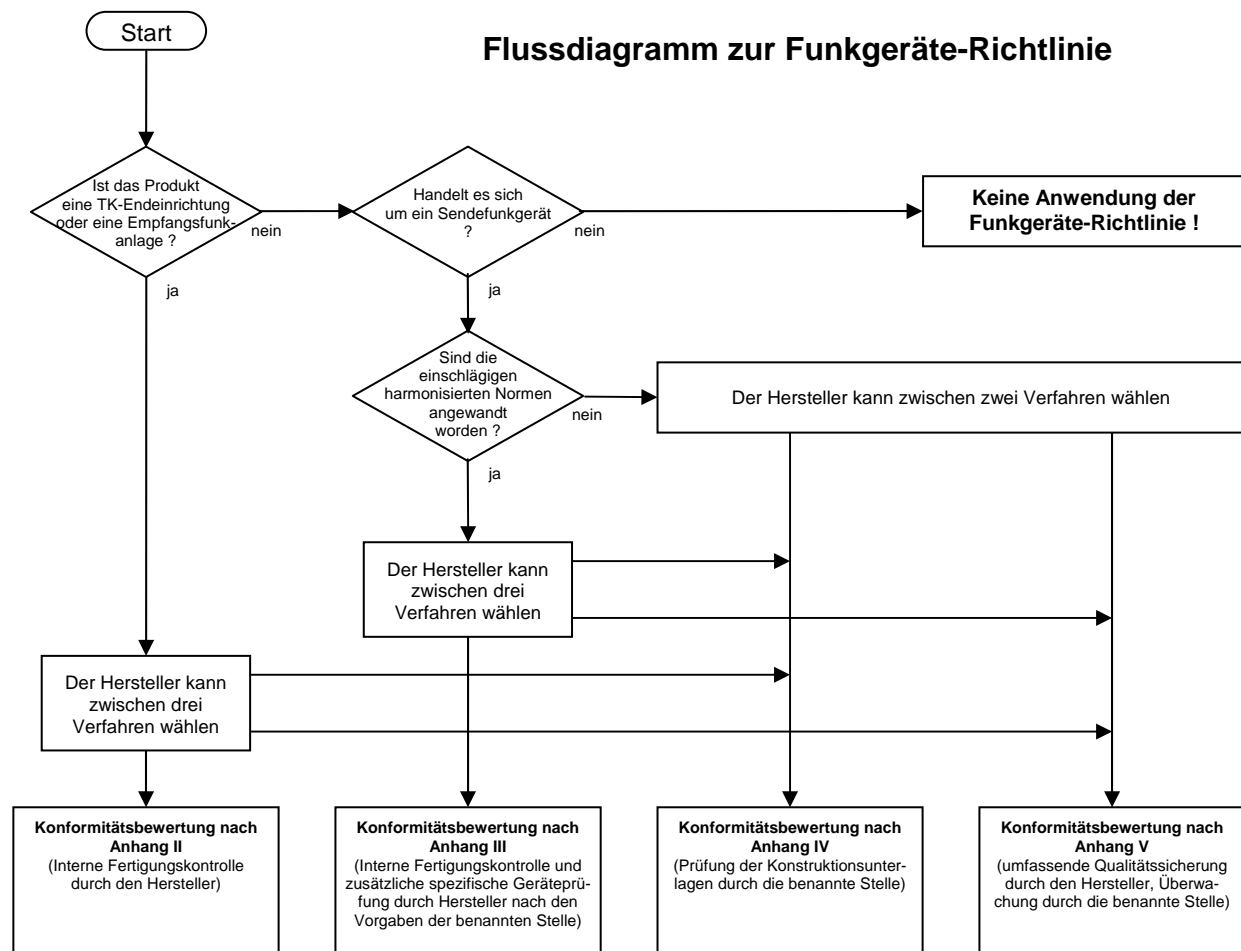 Start
Flussdiagramm zur Funkgeräte-Richtlinie
Ist das Produkt
eine TK-Endeinrichtung
oder eine Empfangsfunk-
anlage ?
nein
ja
Handelt es sich
um ein Sendefunkgerät
?
nein
ja
Keine Anwendung der
Funkgeräte-Richtlinie !
Sind die
einschlägigen
harmonisierten Normen
angewandt
worden ?
nein
ja
Der Hersteller kann zwischen zwei Verfahren wählen
Der Hersteller kann
zwischen drei
Verfahren wählen
Der Hersteller kann
zwischen drei
Verfahren wählen
Konformitätsbewertung nach
Anhang II
(Interne Fertigungskontrolle
durch den Hersteller)
Konformitätsbewertung nach
Anhang III
(Interne Fertigungskontrolle und
zusätzliche spezifische Geräteprü-
fung durch Hersteller nach den
Vorgaben der benannten Stelle)
Konformitätsbewertung nach
Anhang IV
(Prüfung der Konstruktionsunter-
lagen durch die benannte Stelle)
Konformitätsbewertung nach
Anhang V
(umfassende Qualitätssicherung
durch den Hersteller, Überwa-
chung durch die benannte Stelle)